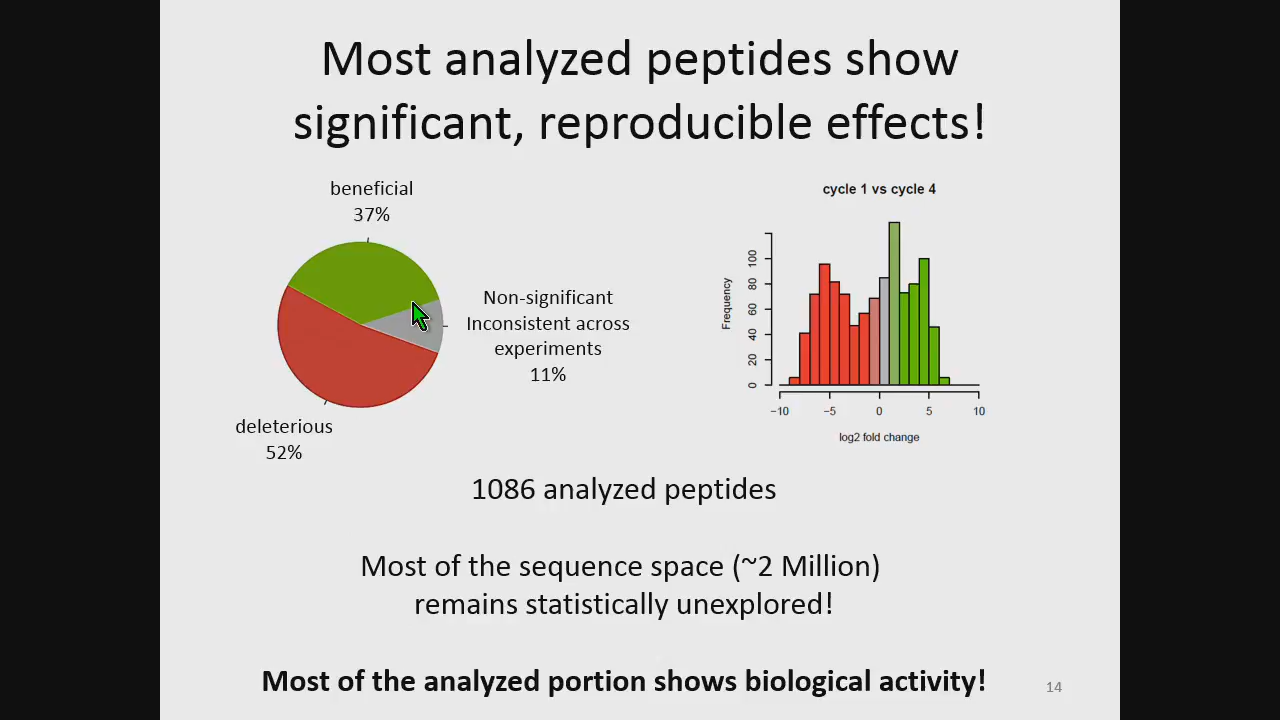 Most analyzed peptides show
significant, reproducible effects!
beneficial
37%
Non-significant
Inconsistent across
experiments
11%
deleterious
52%
cycle 1 vs cycle 4
Frequency
0
20
40
60
80
100
−10
−5
0
5
10
log2 fold change
1086 analyzed peptides
Most of the sequence space (~2 Million)
remains statistically unexplored!
Most of the analyzed portion shows biological activity!
14